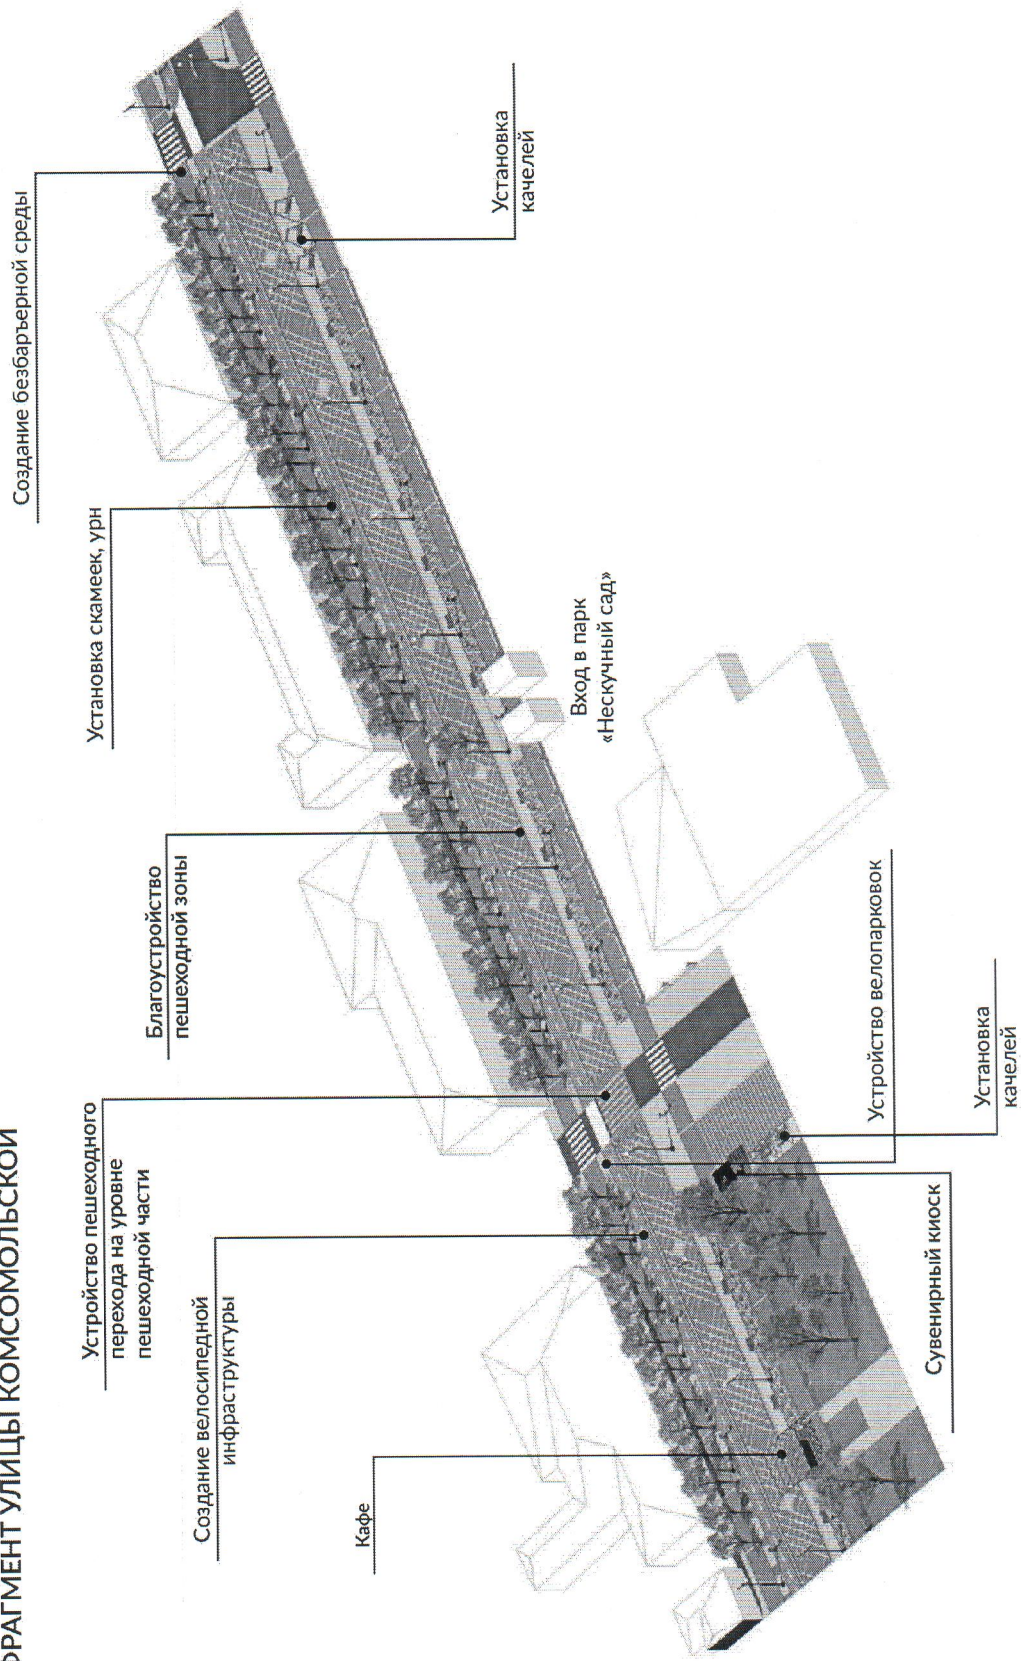 ФРАГМЕНТ УЛИЦЫ КОМСОМОЛЬСКОЙ
Кафе
Создание велосипедной
инфраструктуры
Устройство пешеходного
перехода на уровне
пешеходной части
Благоустройство
пешеходной зоны
Установка скамеек, урн
Создание безбарьерной среды
Установка
качелей
Вход в парк
«Нескучный сад»
Сувенирный киоск
Устройство велопарковок
Установка
качелей